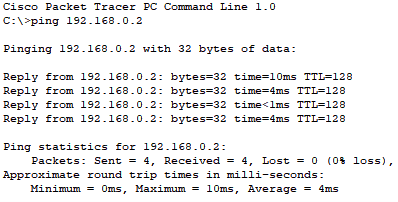 Cisco Packet Tracer PC Command Line 1.0
C:\>ping 192.168.0.2
Pinging 192.168.0.2 with 32 bytes of data:
Reply from 192.168.0.2: bytes=32 time=10ms TTL=128
Reply from 192.168.0.2: bytes=32 time=4ms TTL=128
Reply from 192.168.0.2: bytes=32 time<1ms TTL=128
Reply from 192.168.0.2: bytes=32 time=4ms TTL=128
Ping statistics for 192.168.0.2:
Packets: Sent = 4, Received = 4, Lost = 0 (0% loss),
Approximate round trip times in milli-seconds:
Minimum = 0ms, Maximum = 10ms, Average = 4ms